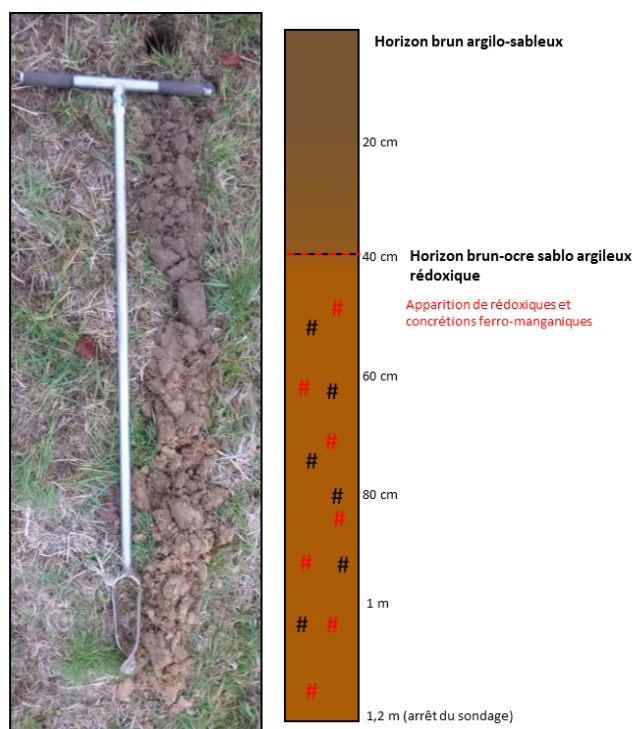 Horizon brun argilo-sableux
20 cm
40 cm
Horizon brun-ocre sablo argileux
rédoxique
Apparition de rédoxiques et
concrétions ferro-manganiques
#
#
60 cm
#
#
#
#
80 cm
#
#
#
#
1 m
#
#
#
1,2 m (arrêt du sondage)